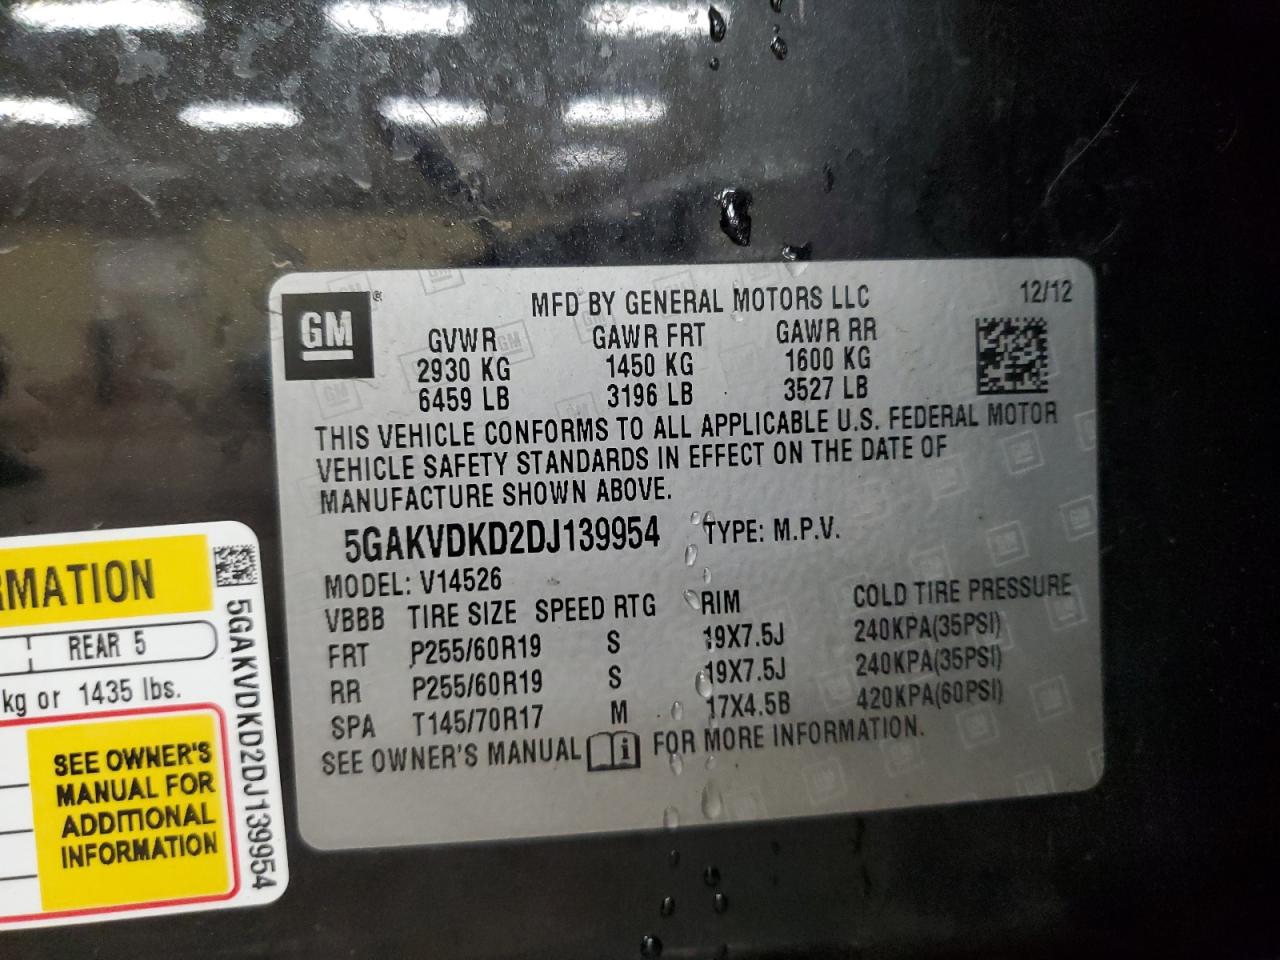 GM
®
MFD BY GENERAL MOTORS LLC
12/12
GVWR GAWR FRT GAWR RR
2930 KG 1450 KG 1600 KG
6459 LB 3196 LB 3527 LB
THIS VEHICLE CONFORMS TO ALL APPLICABLE U.S. FEDERAL MOTOR
VEHICLE SAFETY STANDARDS IN EFFECT ON THE DATE OF
MANUFACTURE SHOWN ABOVE.
5GAKVDKD2DJ139954 TYPE: M.P.V.
MODEL: V14526
VBBB TIRE SIZE SPEED RTG RIM COLD TIRE PRESSURE
FRT P255/60R19 S 19X7.5J 240KPA(35PSI)
RR P255/60R19 S 19X7.5J 240KPA(35PSI)
SPA T145/70R17 M 17X4.5B 420KPA(60PSI)
SEE OWNER'S MANUAL FOR MORE INFORMATION.
RMATION
REAR 5
kg or 1435 lbs.
SEE OWNER'S
MANUAL FOR
ADDITIONAL
INFORMATION
5GAKVDKD2DJ139954